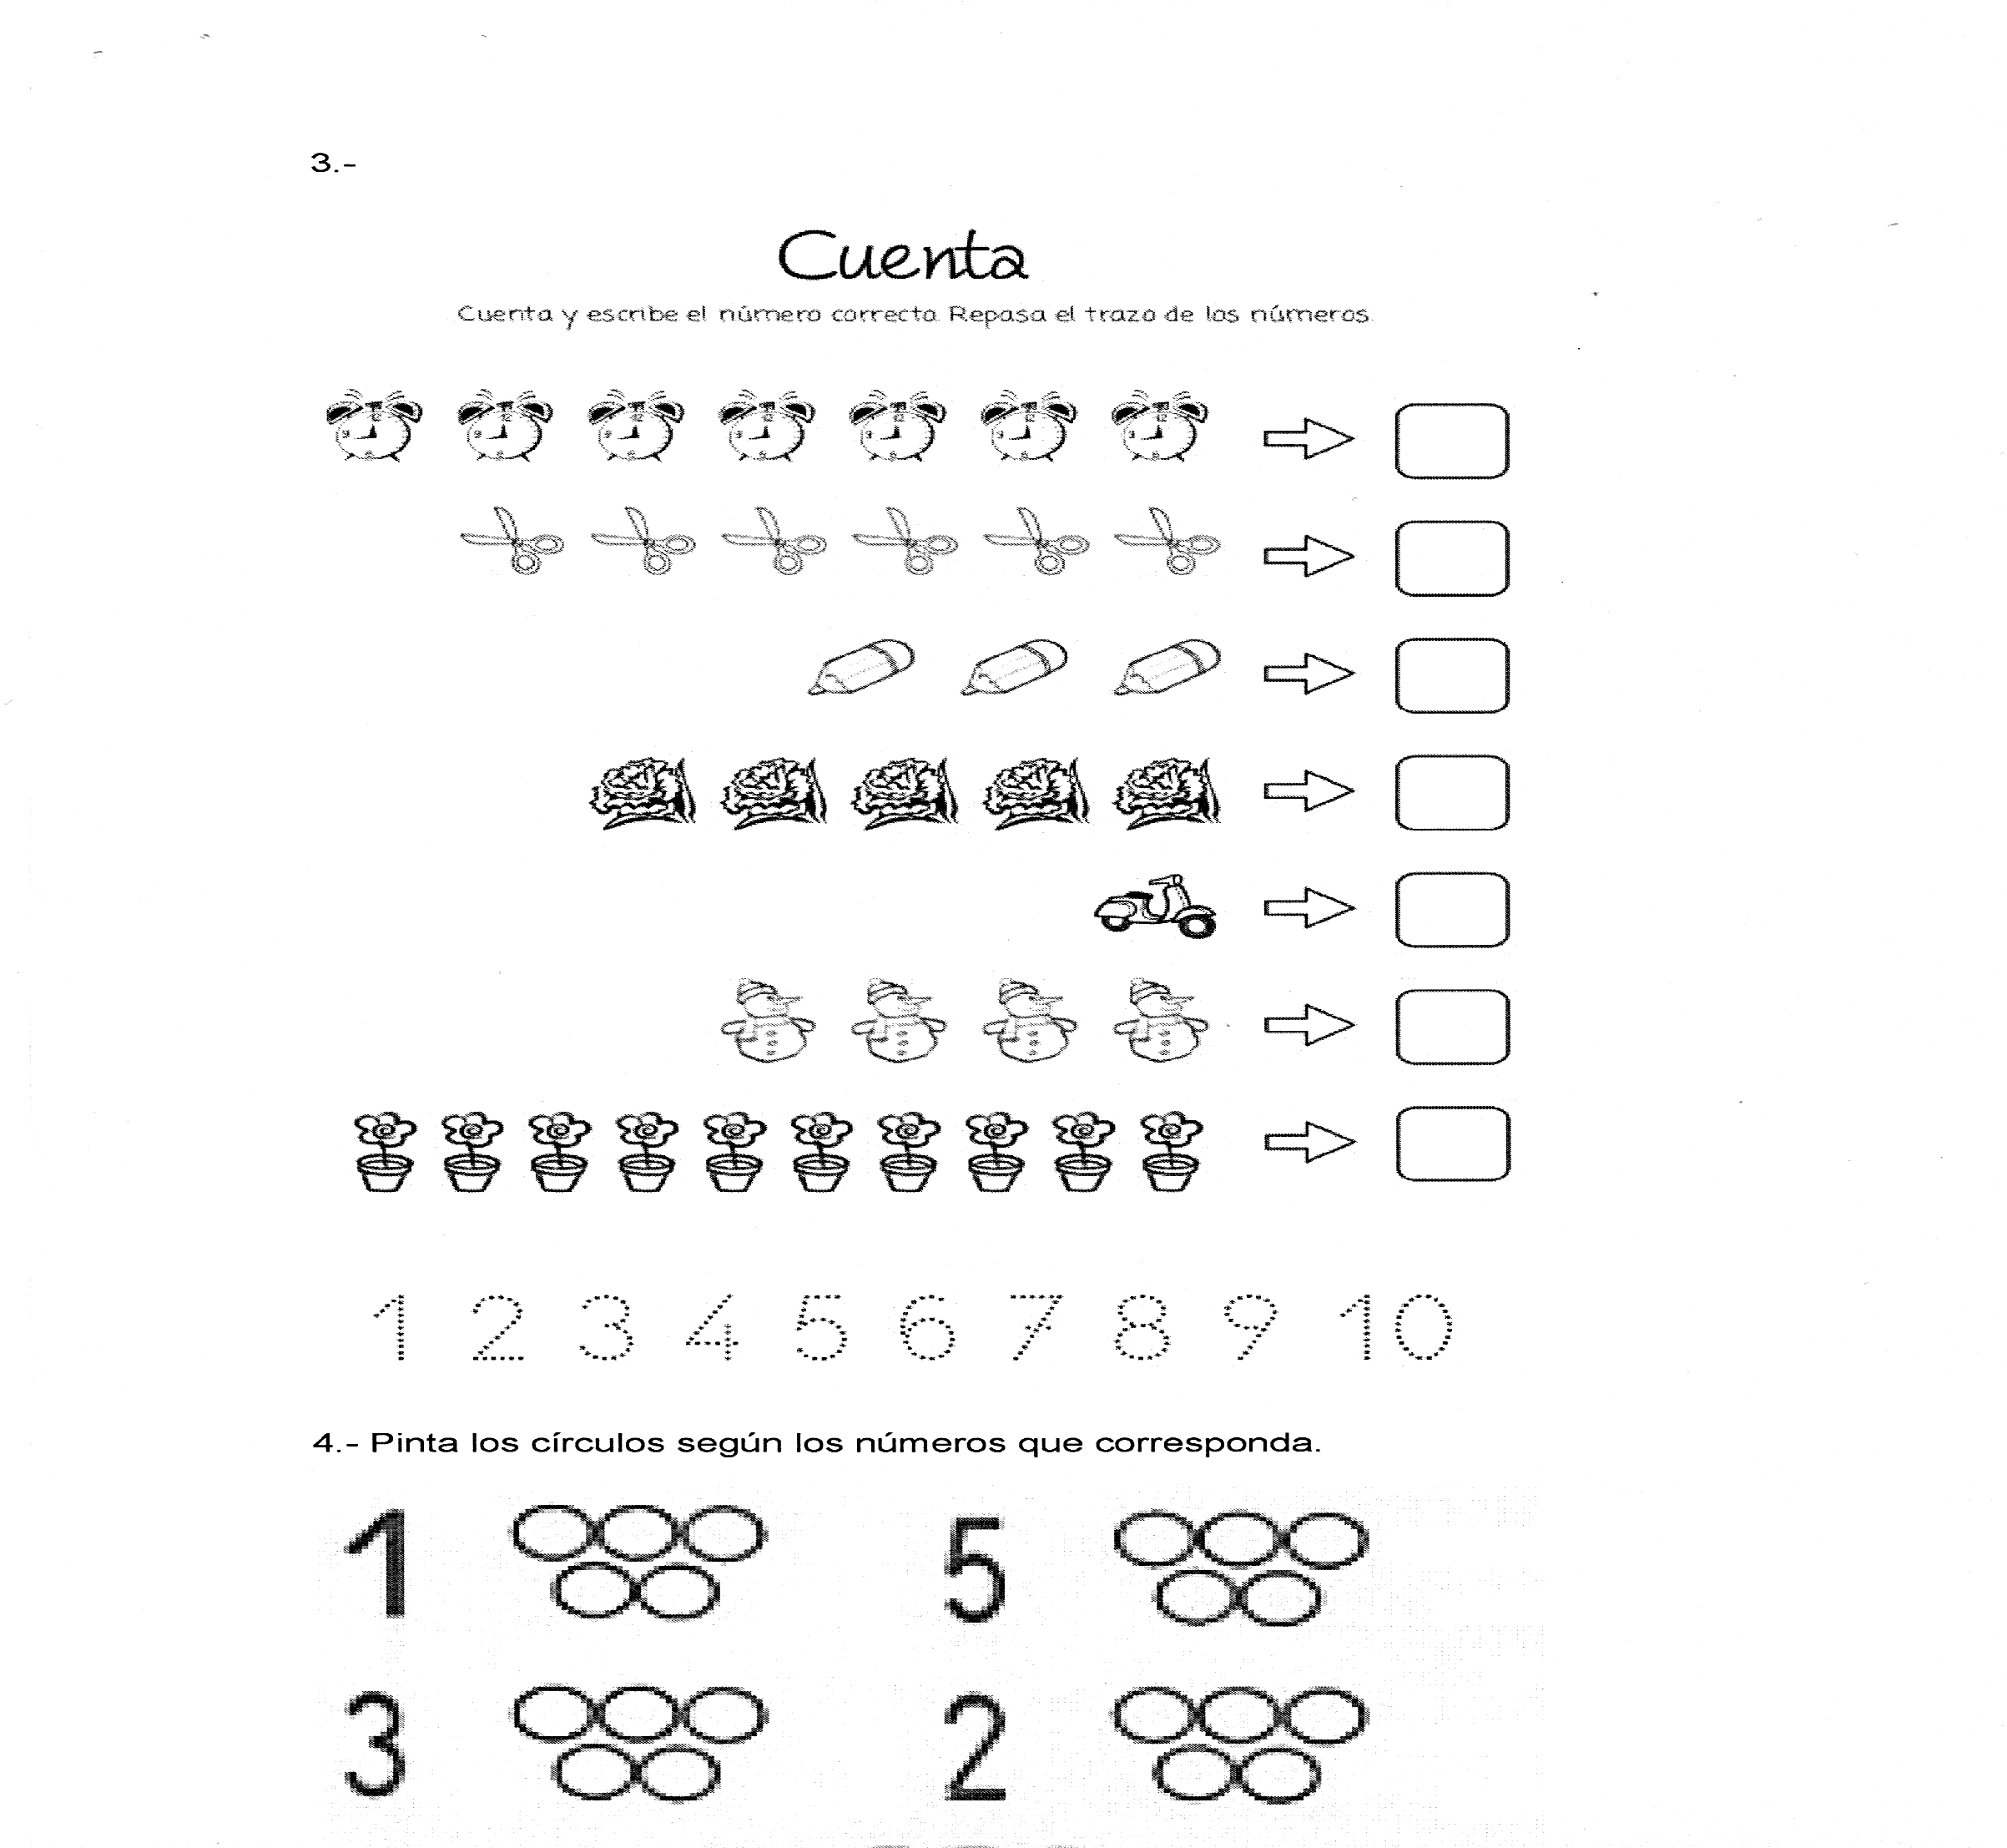 3.-
Cuenta
Cuenta y escribe el número correcto. Repasa el trazo de los números.
1 2 3 4 5 6 7 8 9 10
4.- Pinta los círculos según los números que corresponda.
1 5
3 2